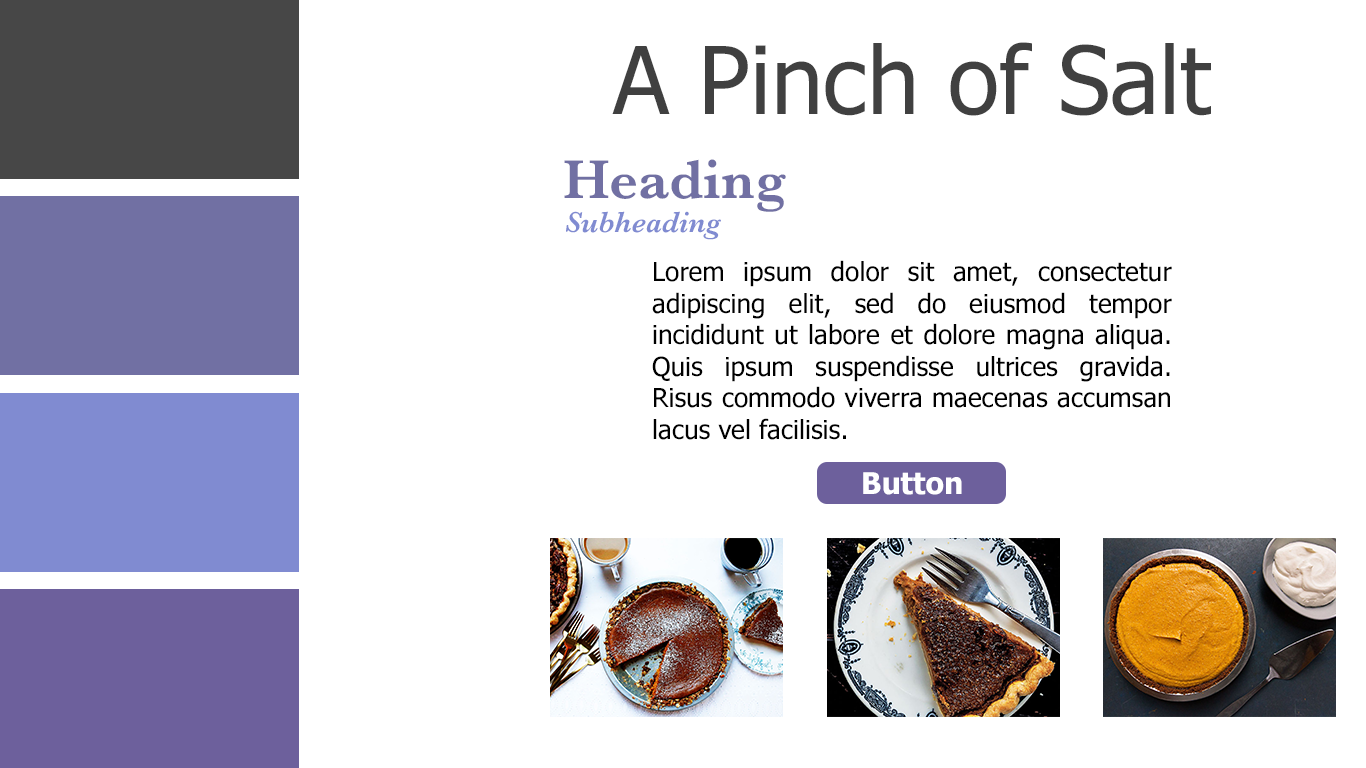 A Pinch of Salt
Heading
Subheading
Lorem ipsum dolor sit amet, consectetur
adipiscing elit, sed do eiusmod tempor
incididunt ut labore et dolore magna aliqua.
Quis ipsum suspendisse ultrices gravida.
Risus commodo viverra maecenas accumsan
lacus vel facilisis.
Button